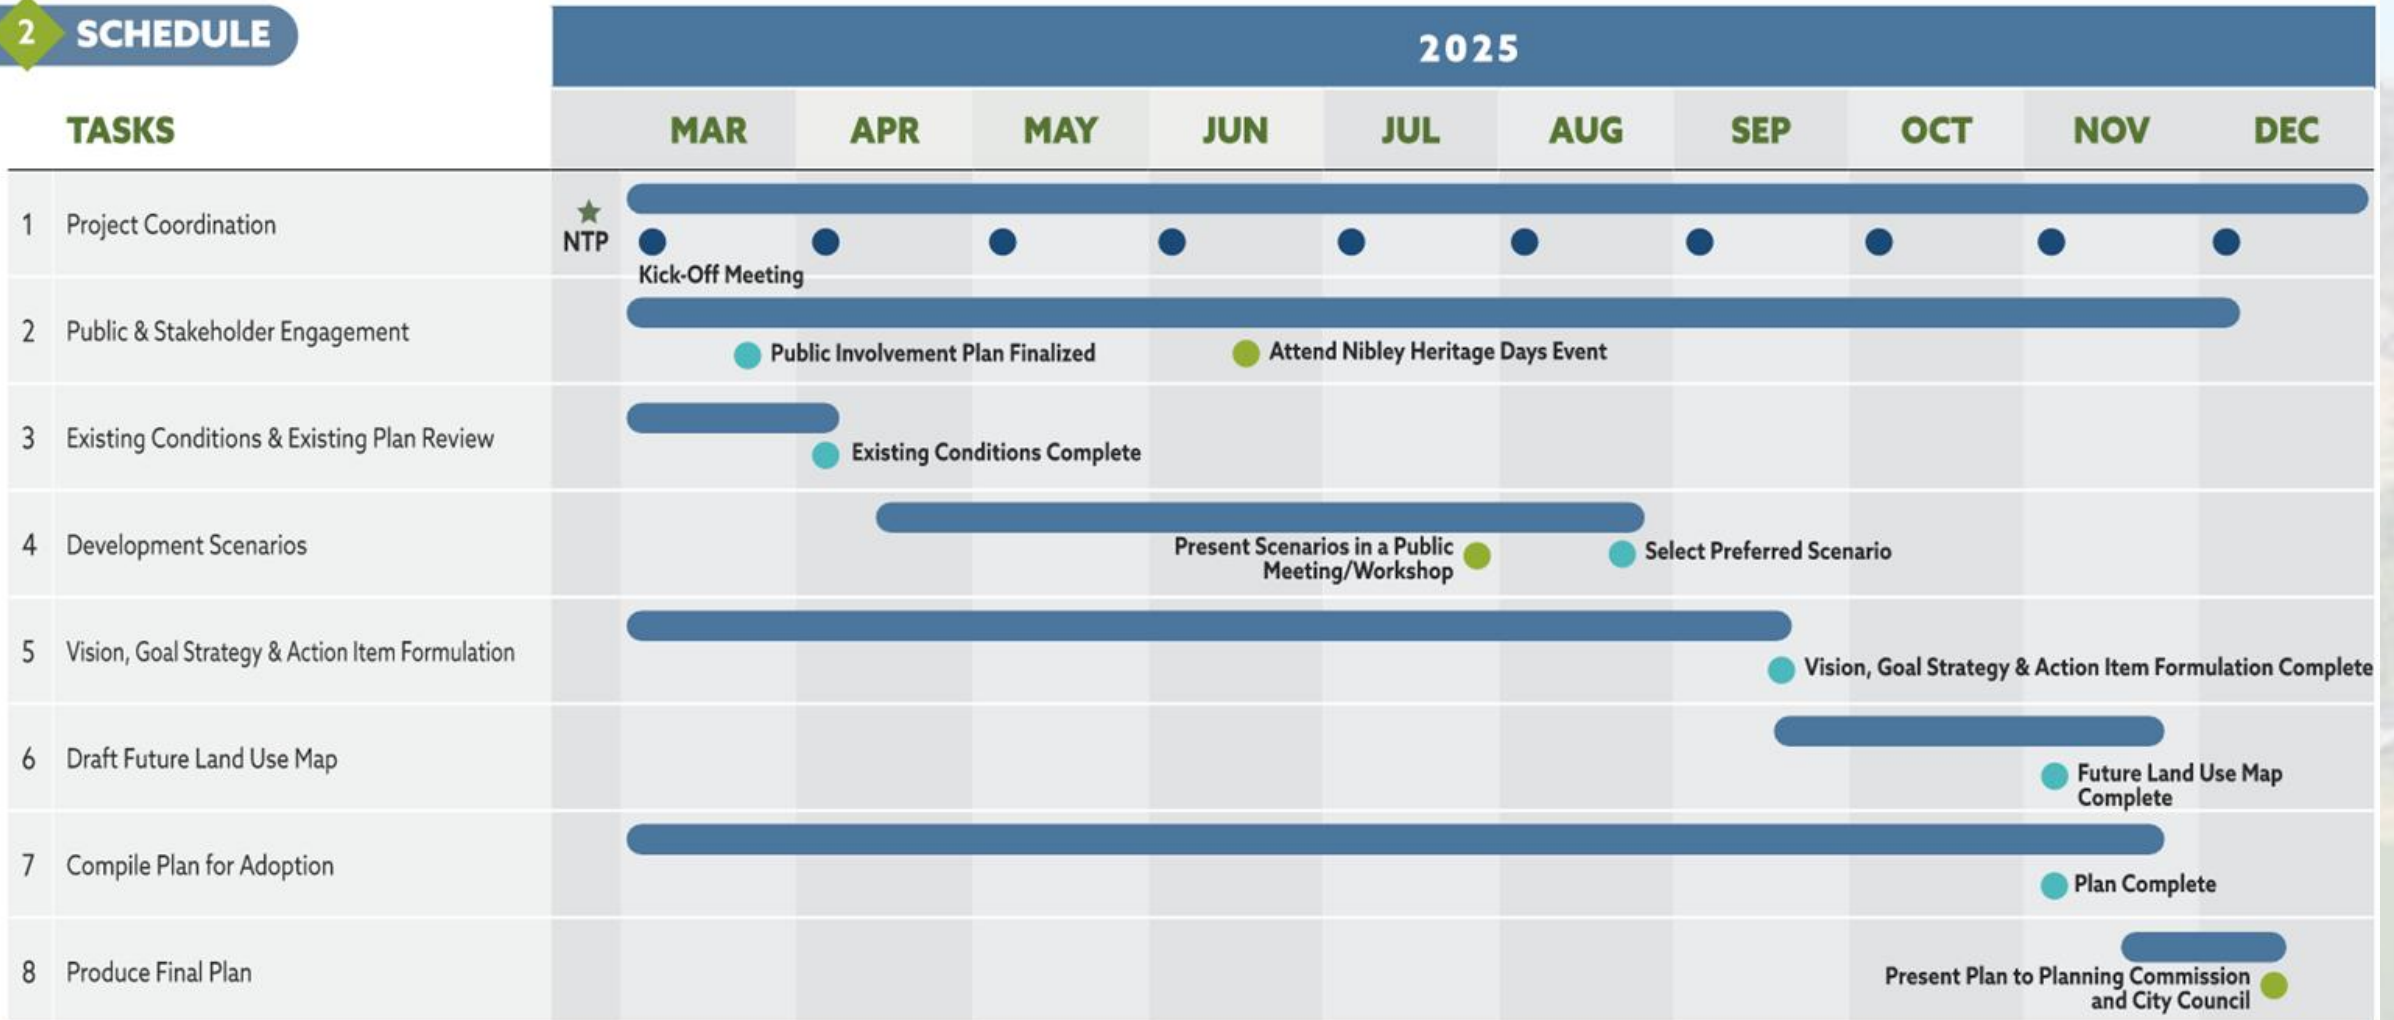 2 SCHEDULE
2025
TASKS MAR APR MAY JUN JUL AUG SEP OCT NOV DEC
1 Project Coordination
NTP
Kick-Off Meeting
2 Public & Stakeholder Engagement
Public Involvement Plan Finalized
Attend Nibley Heritage Days Event
3 Existing Conditions & Existing Plan Review
Existing Conditions Complete
4 Development Scenarios
Present Scenarios in a Public
Meeting/Workshop
Select Preferred Scenario
5 Vision, Goal Strategy & Action Item Formulation
Vision, Goal Strategy & Action Item Formulation Complete
6 Draft Future Land Use Map
Future Land Use Map
Complete
7 Compile Plan for Adoption
Plan Complete
8 Produce Final Plan
Present Plan to Planning Commission
and City Council